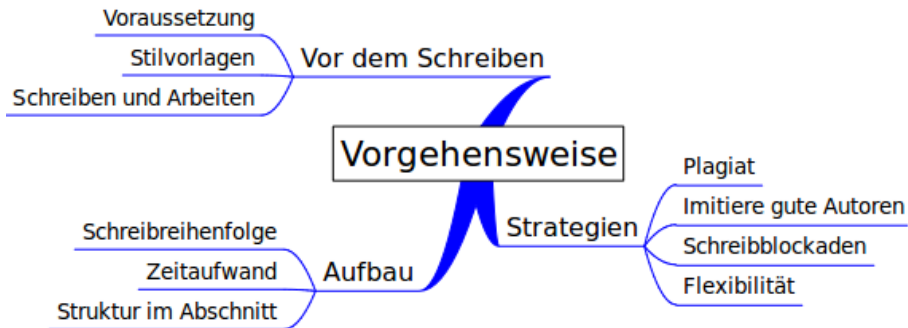 Voraussetzung
Stilvorlagen
Schreiben und Arbeiten
Vor dem Schreiben
Vorgehensweise
Strategien
Plagiat
Imitiere gute Autoren
Schreibblockaden
Flexibilität
Aufbau
Schreibreihenfolge
Zeitaufwand
Struktur im Abschnitt